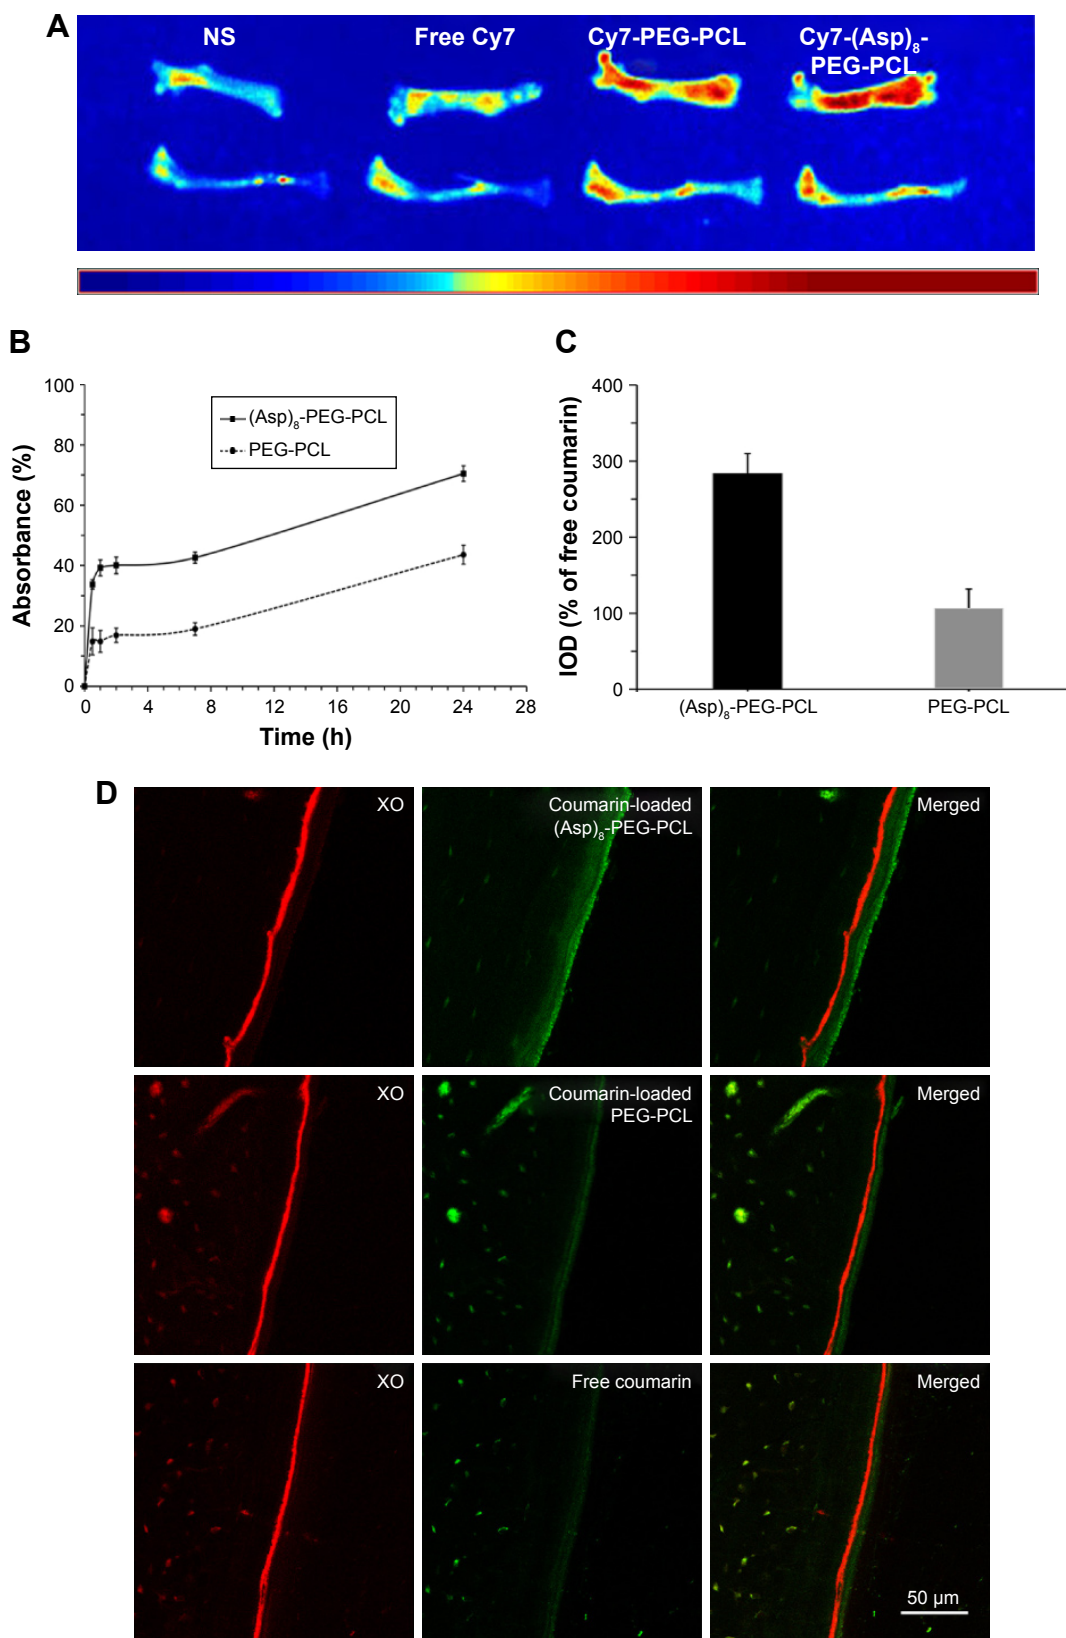 A
NS
Free Cy7
Cy7-PEG-PCL
Cy7-(Asp)₈-
PEG-PCL
B
100
80
60
40
20
0
Absorbance (%)
(Asp)₈-PEG-PCL
PEG-PCL
0 4 8 12 16 20 24 28
Time (h)
C
400
300
200
100
0
IOD (% of free coumarin)
(Asp)₈-PEG-PCL
PEG-PCL
D
XO
Coumarin-loaded
(Asp)₈-PEG-PCL
Merged
XO
Coumarin-loaded
PEG-PCL
Merged
XO
Free coumarin
Merged
50 µm